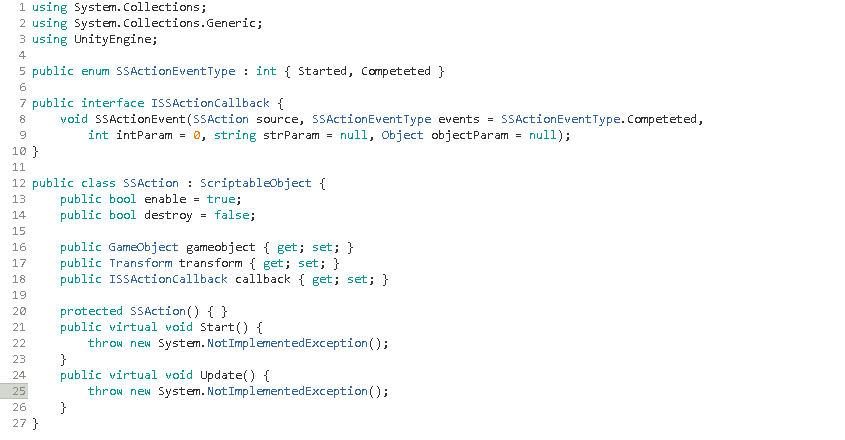 1 using System.Collections;
2 using System.Collections.Generic;
3 using UnityEngine;
4
5 public enum SSActionEventType : int { Started, Competeted }
6
7 public interface ISSActionCallback {
8     void SSActionEvent(SSAction source, SSActionEventType events = SSActionEventType.Competeted,
9         int intParam = 0, string strParam = null, Object objectParam = null);
10 }
11
12 public class SSAction : ScriptableObject {
13     public bool enable = true;
14     public bool destroy = false;
15
16     public GameObject gameobject { get; set; }
17     public Transform transform { get; set; }
18     public ISSActionCallback callback { get; set; }
19
20     protected SSAction() { }
21     public virtual void Start() {
22         throw new System.NotImplementedException();
23     }
24     public virtual void Update() {
25         throw new System.NotImplementedException();
26     }
27 }